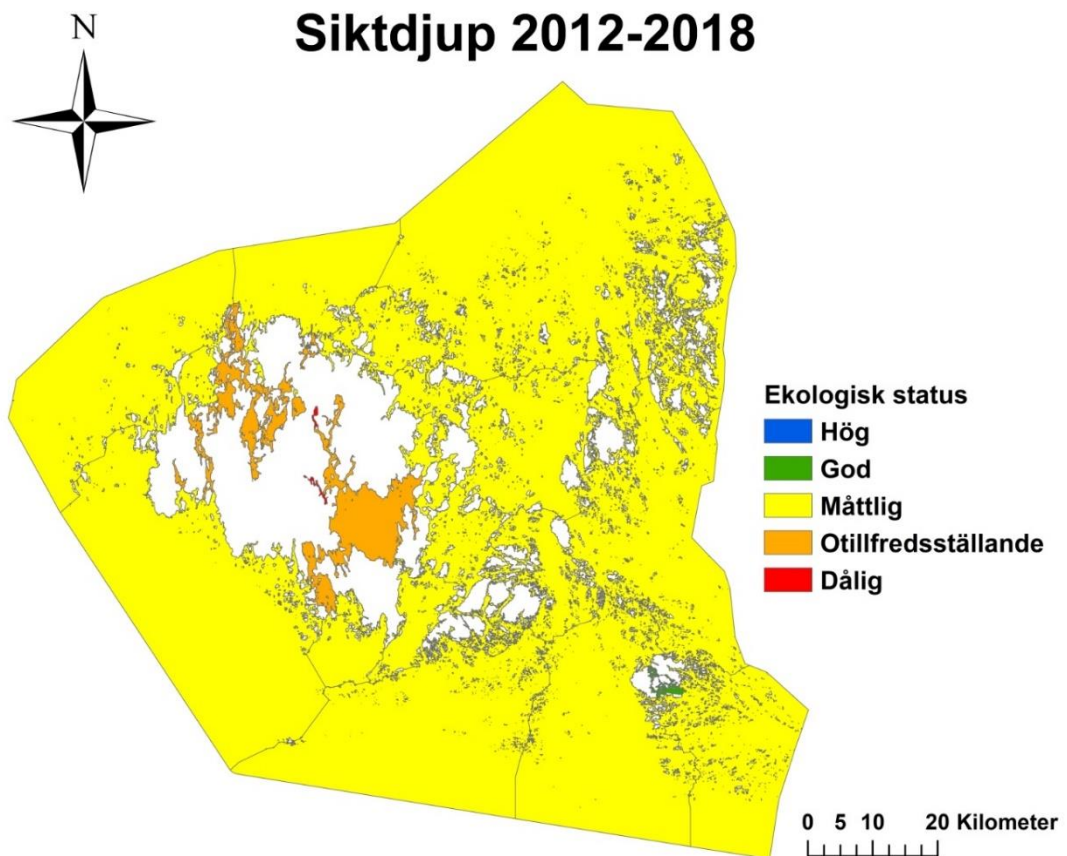 N
Siktdjup 2012-2018
Ekologisk status
Hög
God
Måttlig
Otillfredsställande
Dålig
0 5 10 20 Kilometer